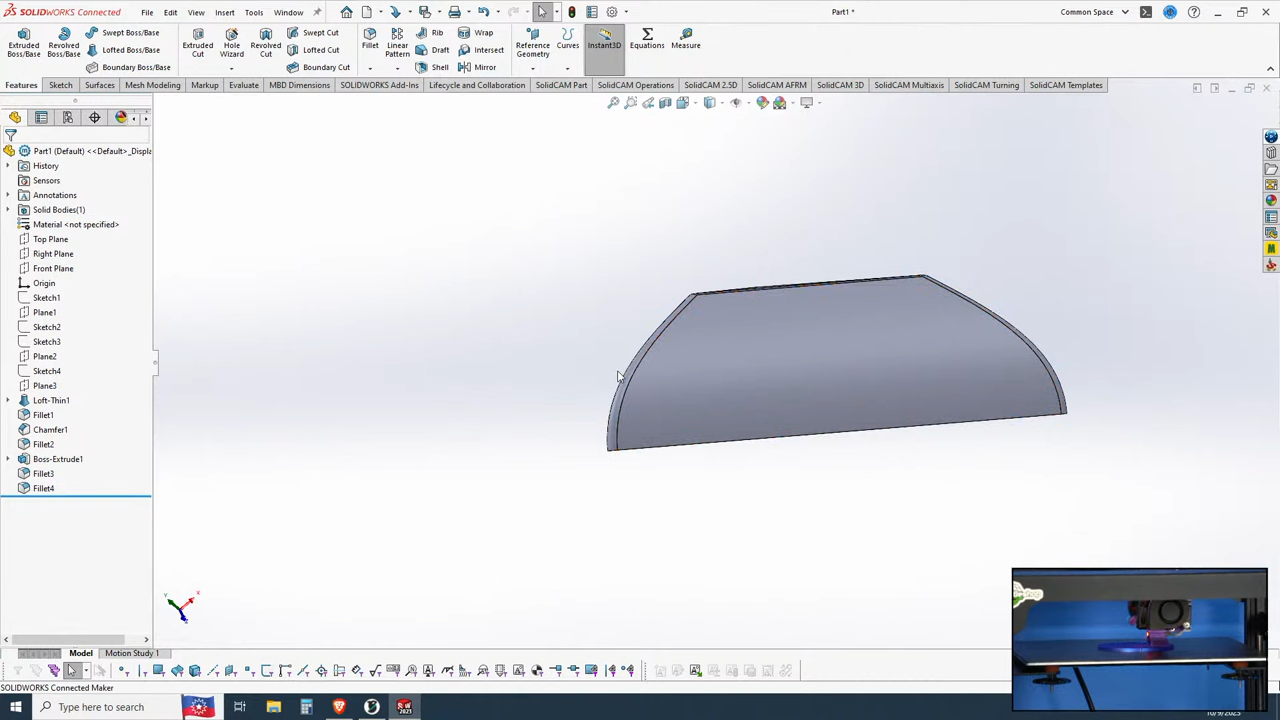 SOLIDWORKS File Edit View Insert Tools Window Part1 * Common Space
Extruded Boss/Base Revolved Boss/Base Swept Boss/Base Lofted Boss/Base Boundary Boss/Base Extruded Cut Hole Wizard Revolved Cut Swept Cut Lofted Cut Boundary Cut Fillet Linear Pattern Rib Draft Shell Wrap Intersect Mirror Reference Geometry Curves Instant3D Equations Measure
Features Sketch Surfaces Mesh Modeling Markup Evaluate MBD Dimensions SOLIDWORKS Add-Ins Lifecycle and Collaboration SolidCAM Part SolidCAM Operations SolidCAM 2.5D SolidCAM AFRM SolidCAM 3D SolidCAM Multiaxis SolidCAM Turning SolidCAM Templates
Part1 (Default) <<Default>_Displa
History
Sensors
Annotations
Solid Bodies(1)
Material <not specified>
Top Plane
Right Plane
Front Plane
Origin
Sketch1
Plane1
Sketch2
Sketch3
Plane2
Sketch4
Plane3
Loft-Thin1
Fillet1
Chamfer1
Fillet2
Boss-Extrude1
Fillet3
Fillet4
Model Motion Study 1
SOLIDWORKS Connected Maker
Type here to search
10/9/2023